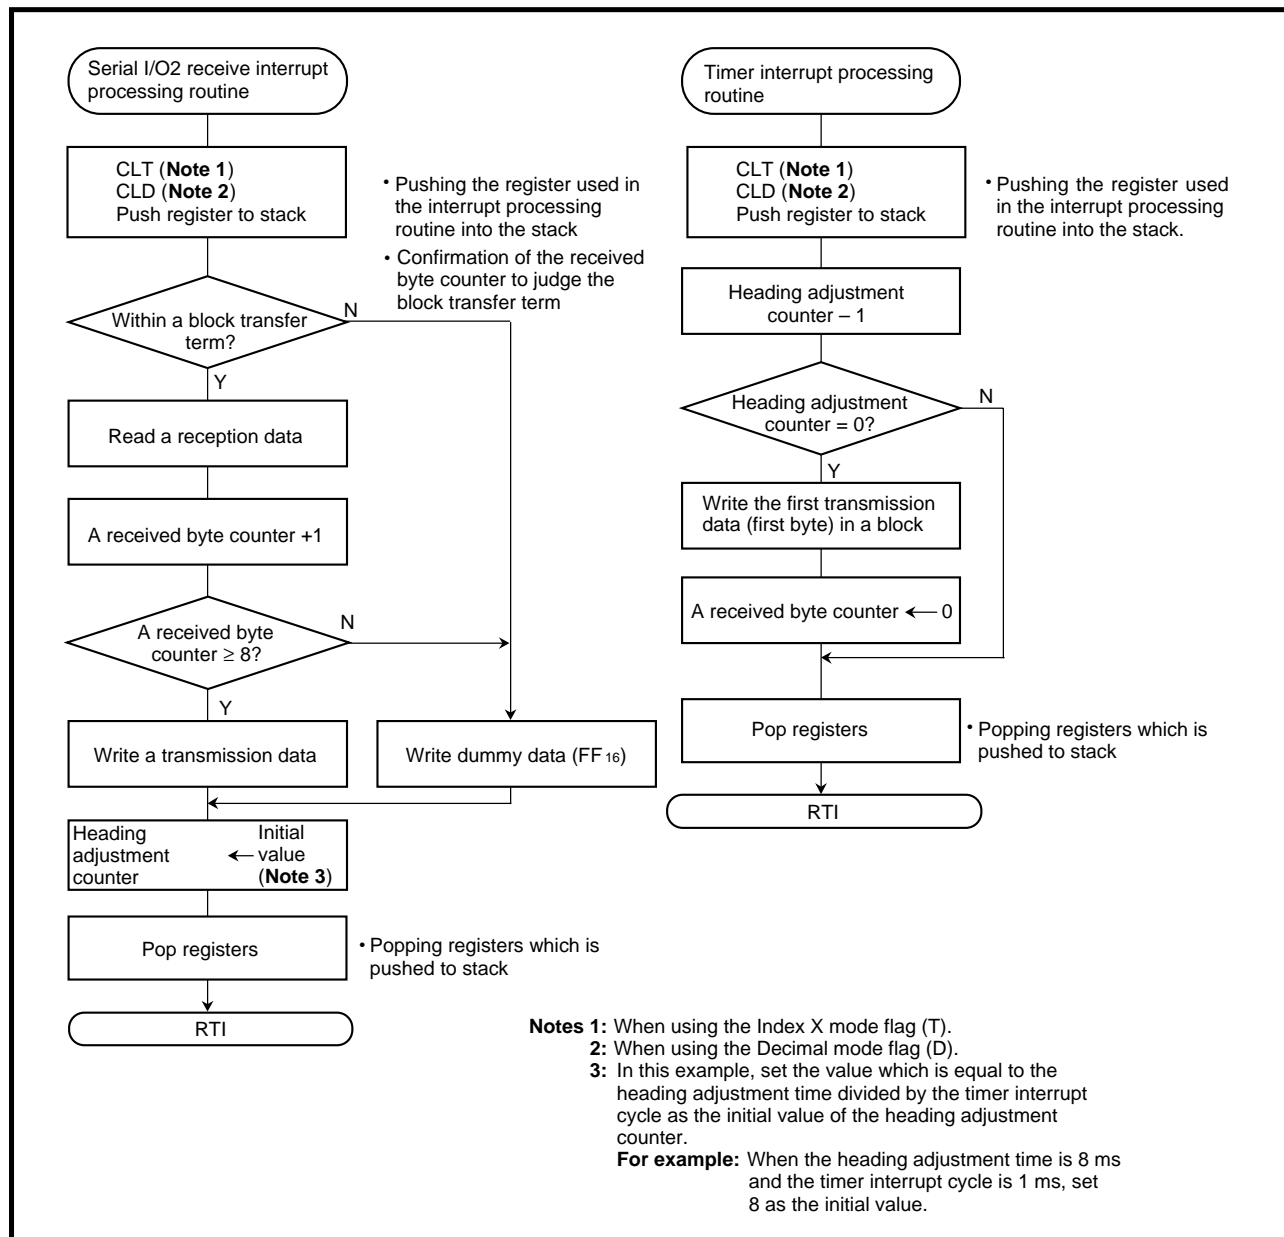 Serial I/O2 receive interrupt
processing routine
CLT (Note 1)
CLD (Note 2)
Push register to stack
• Pushing the register used in
the interrupt processing
routine into the stack
• Confirmation of the received
byte counter to judge the
block transfer term
Within a block transfer
term?
N
Y
Read a reception data
A received byte counter +1
A received byte
counter ≥ 8?
N
Y
Write a transmission data
Write dummy data (FF16)
Heading
adjustment
counter
← Initial
value
(Note 3)
Pop registers
• Popping registers which is
pushed to stack
RTI
Timer interrupt processing
routine
CLT (Note 1)
CLD (Note 2)
Push register to stack
• Pushing the register used
in the interrupt processing
routine into the stack.
Heading adjustment
counter – 1
Heading adjustment
counter = 0?
N
Y
Write the first transmission
data (first byte) in a block
A received byte counter ← 0
Pop registers
• Popping registers which is
pushed to stack
RTI
Notes 1: When using the Index X mode flag (T).
2: When using the Decimal mode flag (D).
3: In this example, set the value which is equal to the
heading adjustment time divided by the timer interrupt
cycle as the initial value of the heading adjustment
counter.
For example: When the heading adjustment time is 8 ms
and the timer interrupt cycle is 1 ms, set
8 as the initial value.